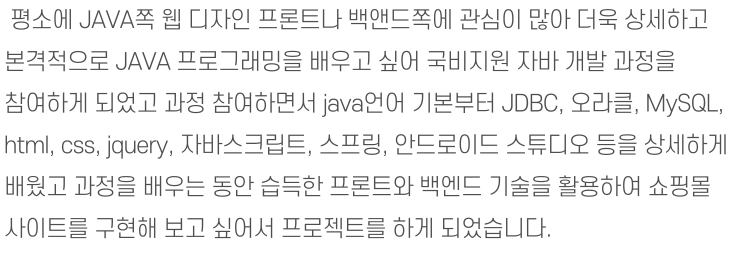 평소에 JAVA쪽 웹 디자인 프론트나 백앤드쪽에 관심이 많아 더욱 상세하고
본격적으로 JAVA 프로그래밍을 배우고 싶어 국비지원 자바 개발 과정을
참여하게 되었고 과정 참여하면서 java언어 기본부터 JDBC, 오라클, MySQL,
html, css, jquery, 자바스크립트, 스프링, 안드로이드 스튜디오 등을 상세하게
배웠고 과정을 배우는 동안 습득한 프론트와 백엔드 기술을 활용하여 쇼핑몰
사이트를 구현해 보고 싶어서 프로젝트를 하게 되었습니다.